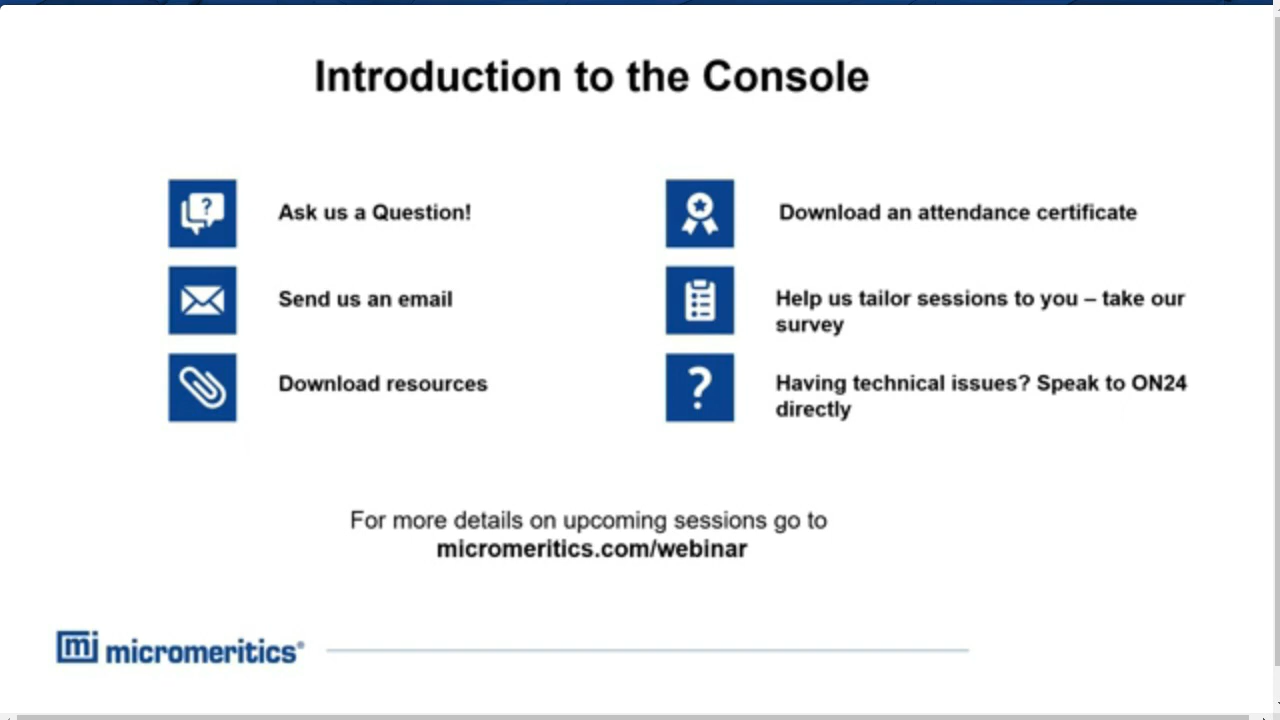 Introduction to the Console
Ask us a Question!
Send us an email
Download resources
Download an attendance certificate
Help us tailor sessions to you – take our
survey
Having technical issues? Speak to ON24
directly
For more details on upcoming sessions go to
micromeritics.com/webinar
mi micromeritics®